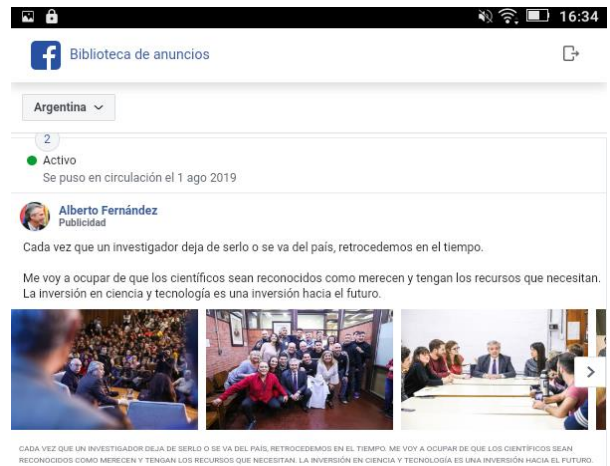 16:34
Biblioteca de anuncios
Argentina
2
Activo
Se puso en circulación el 1 ago 2019
Alberto Fernández
Publicidad
Cada vez que un investigador deja de serlo o se va del país, retrocedemos en el tiempo.
Me voy a ocupar de que los científicos sean reconocidos como merecen y tengan los recursos que necesitan.
La inversión en ciencia y tecnología es una inversión hacia el futuro.
CADA VEZ QUE UN INVESTIGADOR DEJA DE SERLO O SE VA DEL PAÍS, RETROCEDEMOS EN EL TIEMPO. ME VOY A OCUPAR DE QUE LOS CIENTÍFICOS SEAN
RECONOCIDOS COMO MERECEN Y TENGAN LOS RECURSOS QUE NECESITAN. LA INVERSIÓN EN CIENCIA Y TECNOLOGÍA ES UNA INVERSIÓN HACIA EL FUTURO.